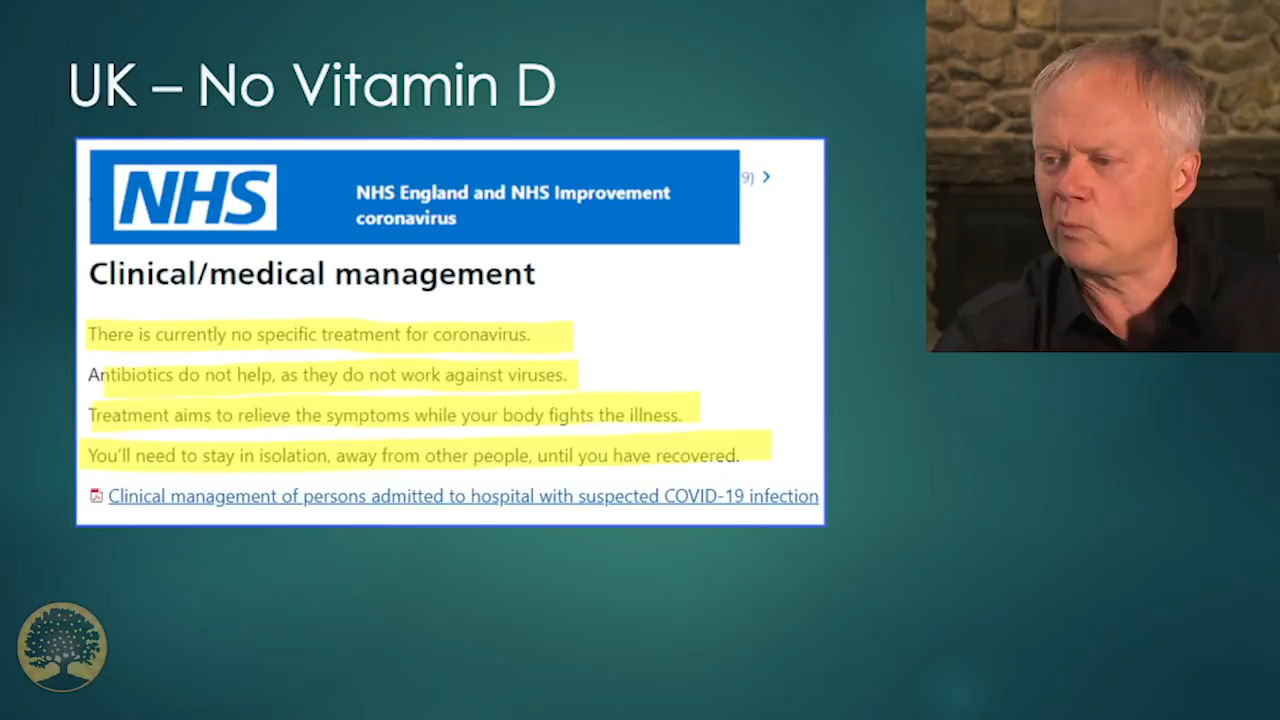 UK – No Vitamin D
NHS
NHS England and NHS Improvement
coronavirus
9)
Clinical/medical management
There is currently no specific treatment for coronavirus.
Antibiotics do not help, as they do not work against viruses.
Treatment aims to relieve the symptoms while your body fights the illness.
You'll need to stay in isolation, away from other people, until you have recovered.
Clinical management of persons admitted to hospital with suspected COVID-19 infection